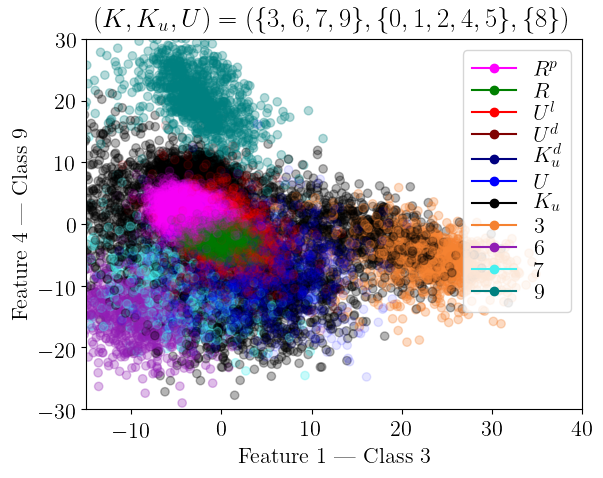 (K, K_u, U) = ({3, 6, 7, 9}, {0, 1, 2, 4, 5}, {8})
30
20
10
0
−10
−20
−30
−10
0
10
20
30
40
Feature 4 — Class 9
Feature 1 — Class 3
R^p
R
U^l
U^d
K_u^d
U
K_u
3
6
7
9